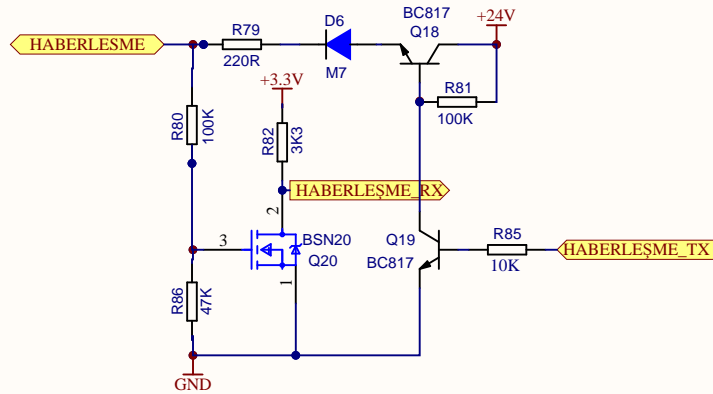 BC817
Q18
+24V
D6
R79
HABERLESME
220R
M7
+3.3V
R81
100K
R80
100K
R82
3K3
HABERLEŞME_RX
2
3
BSN20
Q20
1
Q19
BC817
R85
10K
HABERLEŞME_TX
R86
47K
GND